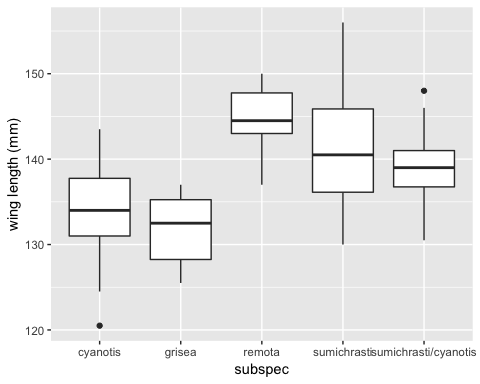 wing length (mm)
150
140
130
120
cyanotis grisea remota sumichrasti sumichrasti/cyanotis
subspec